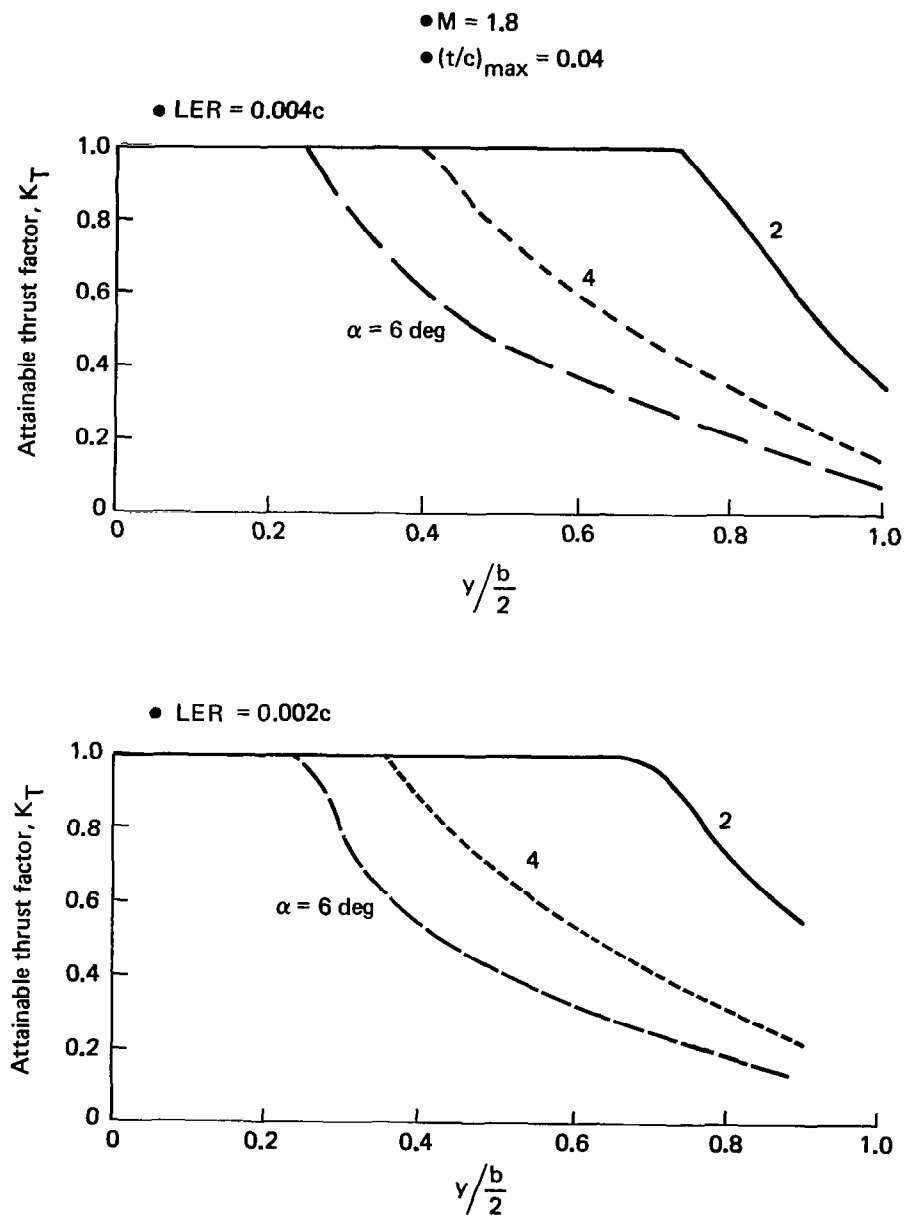 • M = 1.8
• (t/c)max = 0.04
• LER = 0.004c
Attainable thrust factor, KT
1.0
0.8
0.6
0.4
0.2
0
2
4
α = 6 deg
0
0.2
0.4
0.6
0.8
1.0
y/b/2
• LER = 0.002c
Attainable thrust factor, KT
1.0
0.8
0.6
0.4
0.2
0
2
4
α = 6 deg
0
0.2
0.4
0.6
0.8
1.0
y/b/2